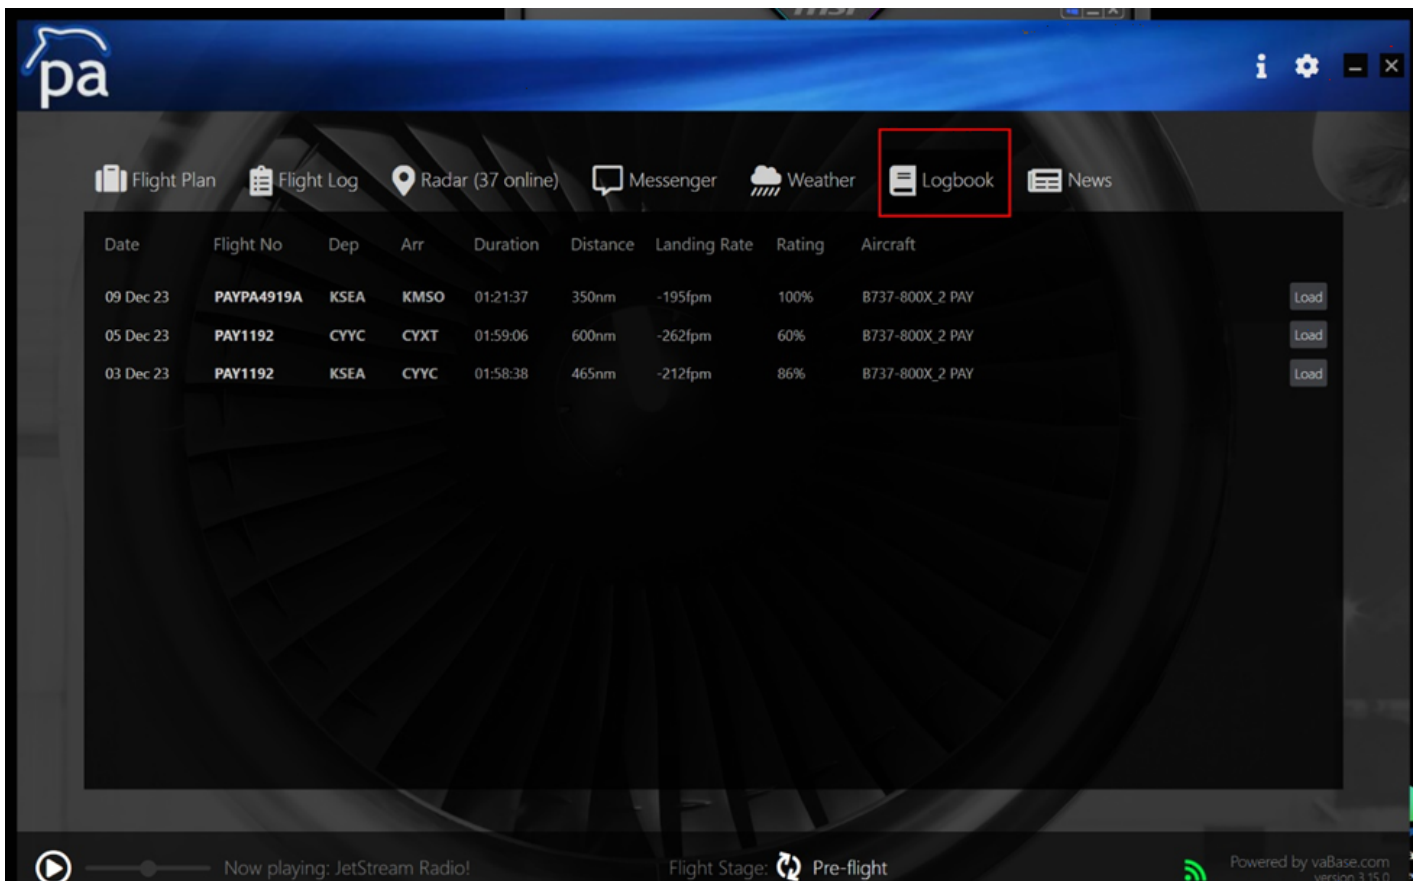 pa
Flight Plan Flight Log Radar (37 online) Messenger Weather Logbook News
Date Flight No Dep Arr Duration Distance Landing Rate Rating Aircraft
09 Dec 23 PAYPA4919A KSEA KMSO 01:21:37 350nm -195fpm 100% B737-800X_2 PAY Load
05 Dec 23 PAY1192 CYYC CYXT 01:59:06 600nm -262fpm 60% B737-800X_2 PAY Load
03 Dec 23 PAY1192 KSEA CYYC 01:58:38 465nm -212fpm 86% B737-800X_2 PAY Load
Now playing: JetStream Radio! Flight Stage: Pre-flight Powered by vaBase.com
version 3.15.0